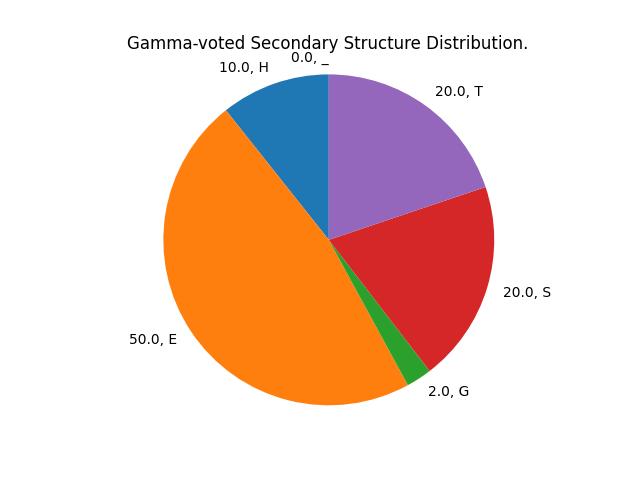 Gamma-voted Secondary Structure Distribution.
0.0, _
10.0, H
20.0, T
20.0, S
50.0, E
2.0, G